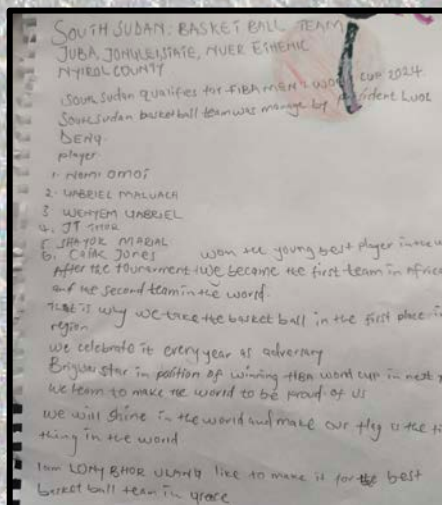 SOUTH SUDAN: BASKET BALL TEAM
JUBA, JONGLEI STATE, NUER ETHENIC
NYIROL COUNTY
South Sudan qualifies for FIBA MEN'S WORLD CUP 2024
South Sudan basketball team was manage by president LUOL
DENG.
player.
1. NOMI OMOT
2. GABRIEL MALUACH
3 WENYEM GABRIEL
4. JT THOR
5 SHAYOK MARIAL
6. Carlik Jones won the young best player in the
After the tounarment we became the first team in Africa
and the second team in the world.
That is why we take the basket ball in the first place in
region
we celebrate it every year as adversary
Brighter star in position of winning FIBA word cup in next
we team to make the world to be proud of us
we will shine in the world and make our flag is the
thing in the world
I am LONY BHOR ULANG like to make it for the best
basket ball team in grace